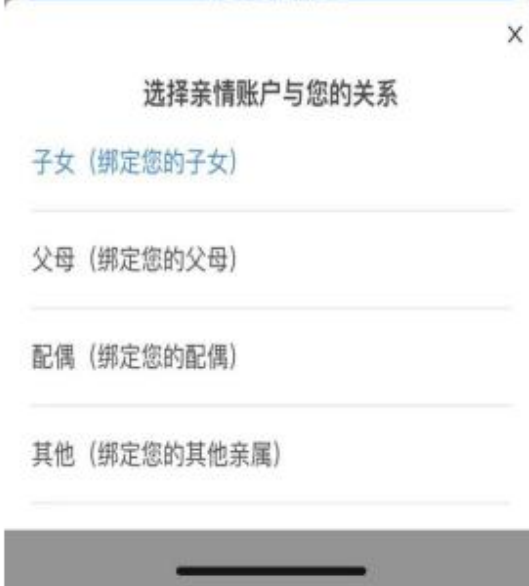 X
选择亲情账户与您的关系
子女（绑定您的子女）
父母（绑定您的父母）
配偶（绑定您的配偶）
其他（绑定您的其他亲属）